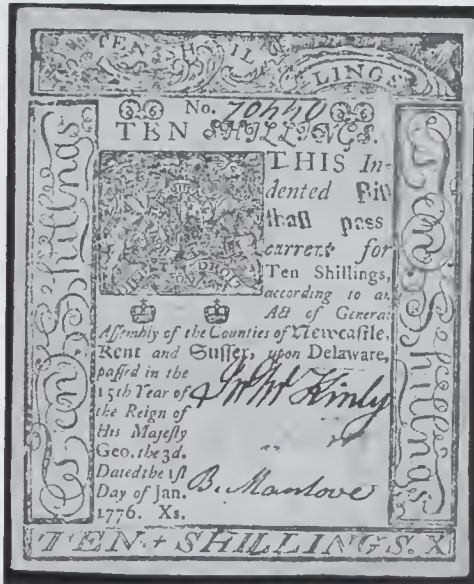 TEN SHIL
LINGS
Ten Shillings
No. 70440
TEN SHILLINGS.
THIS In-
dented Bill
shall pass
current for
Ten Shillings,
according to an
Act of General
Assembly of the Counties of Newcastle,
Kent and Sussex, upon Delaware,
passed in the
15th Year of
the Reign of
His Majesty
Geo. the 3d.
Dated the 1st
Day of Jan.
1776. Xs.
Jno McKinly
B. Manlove
DROIT
Ten Shillings
TEN + SHILLINGS. X